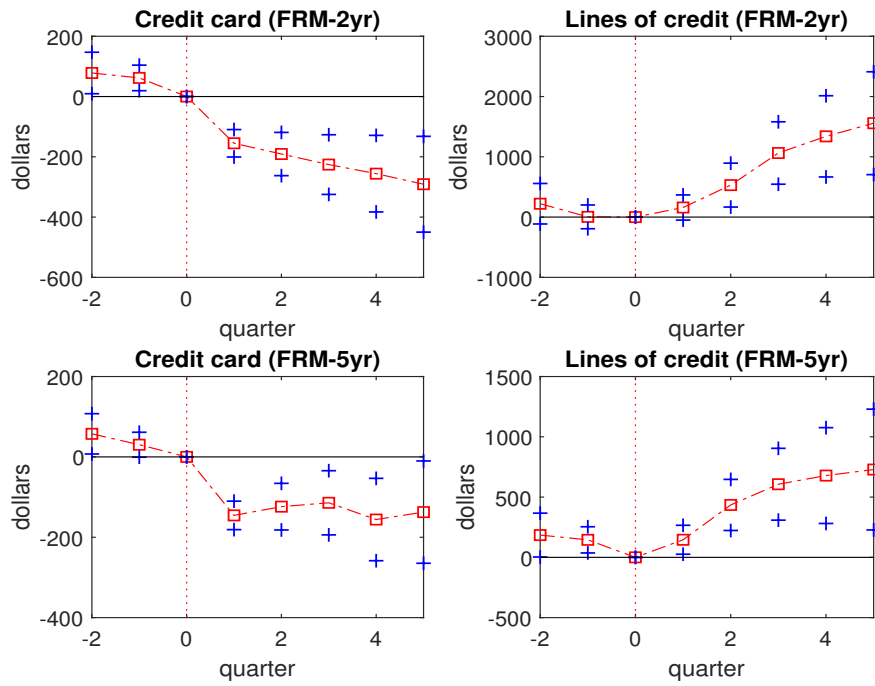 Credit card (FRM-2yr)
200
0
-200
-400
-600
dollars
-2 0 2 4
quarter
Lines of credit (FRM-2yr)
3000
2000
1000
0
-1000
dollars
-2 0 2 4
quarter
Credit card (FRM-5yr)
200
0
-200
-400
dollars
-2 0 2 4
quarter
Lines of credit (FRM-5yr)
1500
1000
500
0
-500
dollars
-2 0 2 4
quarter